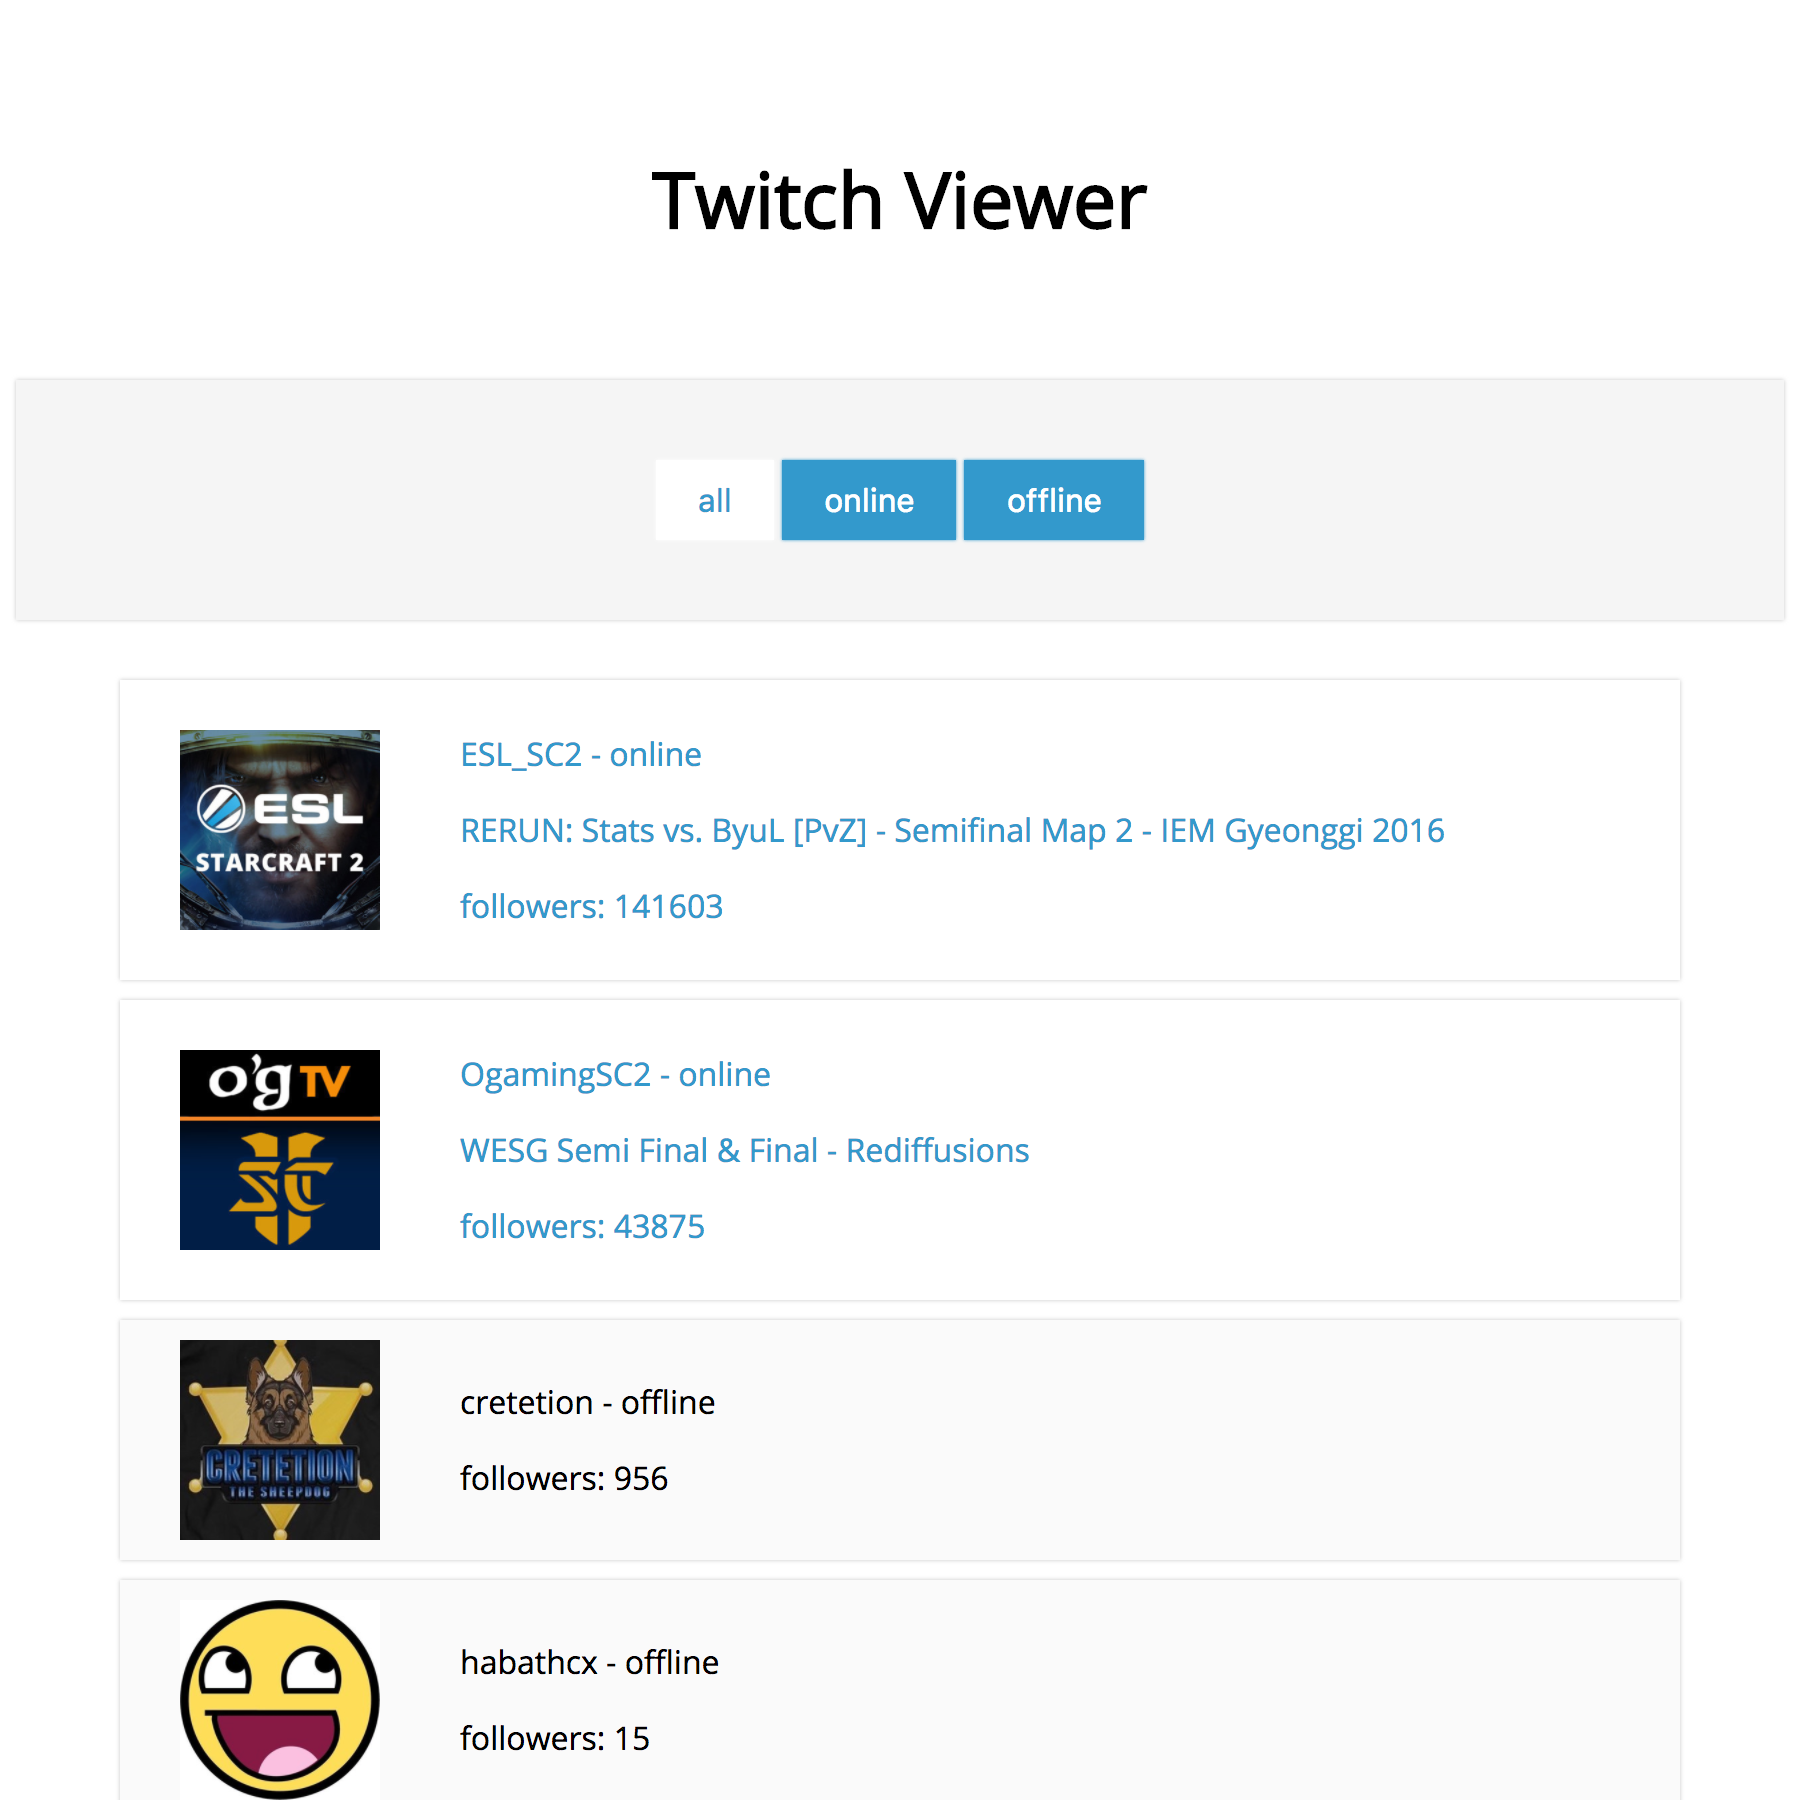 Twitch Viewer
all online offline
ESL
STARCRAFT 2
ESL_SC2 - online
RERUN: Stats vs. ByuL [PvZ] - Semifinal Map 2 - IEM Gyeonggi 2016
followers: 141603
o'g TV
SC
OgamingSC2 - online
WESG Semi Final & Final - Rediffusions
followers: 43875
CRETETION
THE SHEEPDOG
cretetion - offline
followers: 956
habathcx - offline
followers: 15